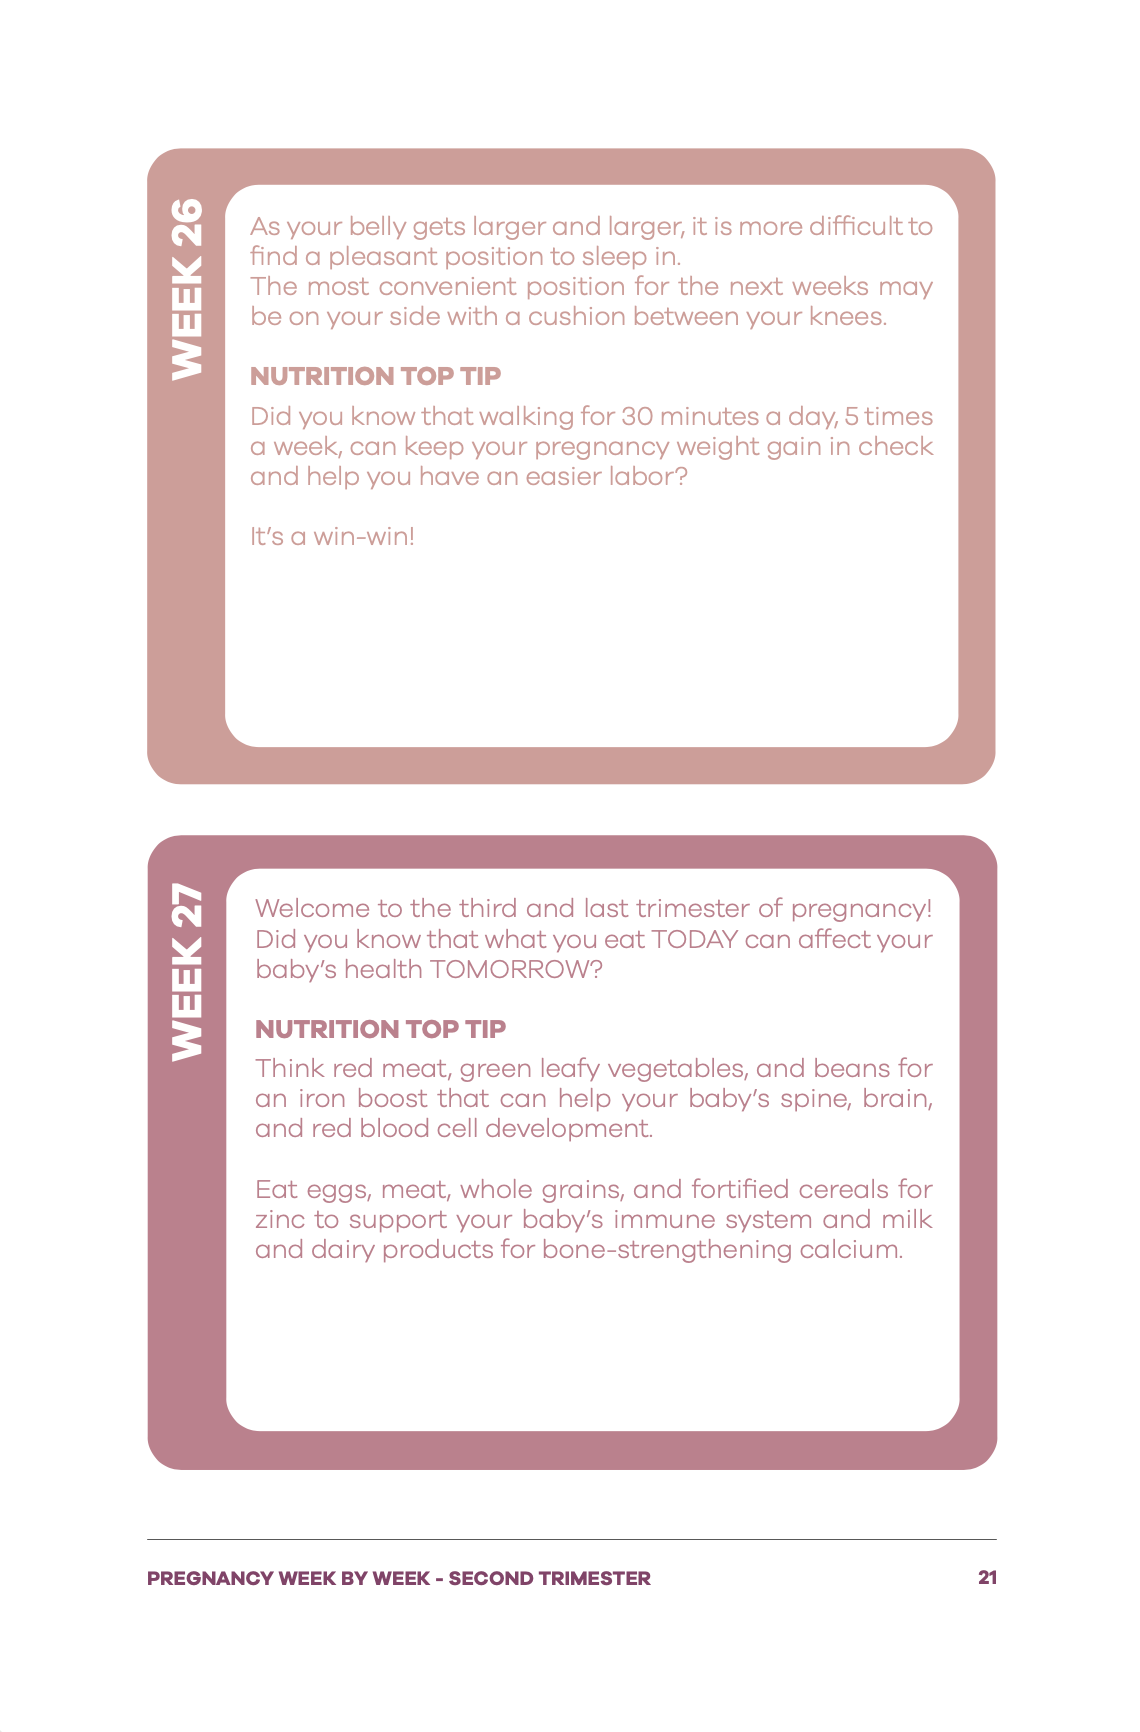 WEEK 26
As your belly gets larger and larger, it is more difficult to
find a pleasant position to sleep in.
The most convenient position for the next weeks may
be on your side with a cushion between your knees.
NUTRITION TOP TIP
Did you know that walking for 30 minutes a day, 5 times
a week, can keep your pregnancy weight gain in check
and help you have an easier labor?
It’s a win-win!
WEEK 27
Welcome to the third and last trimester of pregnancy!
Did you know that what you eat TODAY can affect your
baby’s health TOMORROW?
NUTRITION TOP TIP
Think red meat, green leafy vegetables, and beans for
an iron boost that can help your baby’s spine, brain,
and red blood cell development.
Eat eggs, meat, whole grains, and fortified cereals for
zinc to support your baby’s immune system and milk
and dairy products for bone-strengthening calcium.
PREGNANCY WEEK BY WEEK - SECOND TRIMESTER
21